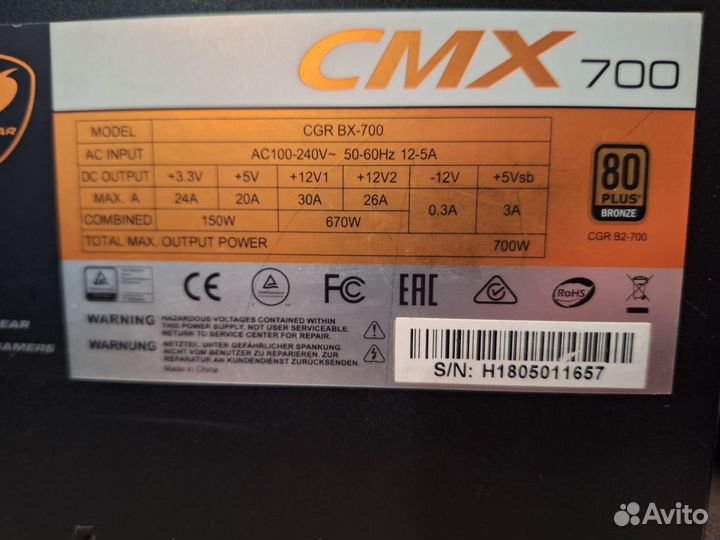 CMX 700
MODEL CGR BX-700
AC INPUT AC100-240V~ 50-60Hz 12-5A
DC OUTPUT +3.3V +5V +12V1 +12V2 -12V +5Vsb
MAX. A 24A 20A 30A 26A 0.3A 3A
COMBINED 150W 670W
TOTAL MAX. OUTPUT POWER 700W
80
PLUS
BRONZE
CGR B2-700
AR
CE
FC
EAC
RoHS
EAR
AMERS
WARNING HAZARDOUS VOLTAGES CONTAINED WITHIN
THIS POWER SUPPLY, NOT USER SERVICEABLE.
RETURN TO SERVICE CENTER FOR REPAIR.
WARNUNG NETZTEIL UNTER GEFÄHRLICHER SPANKUNG.
NICHT VOM BENUTZER ZU REPARIEREN. ZUR
REPARATUR AN KUNDENDIENST ZURÜCKSENDEN.
Made in China
S/N: H1805011657
Avito